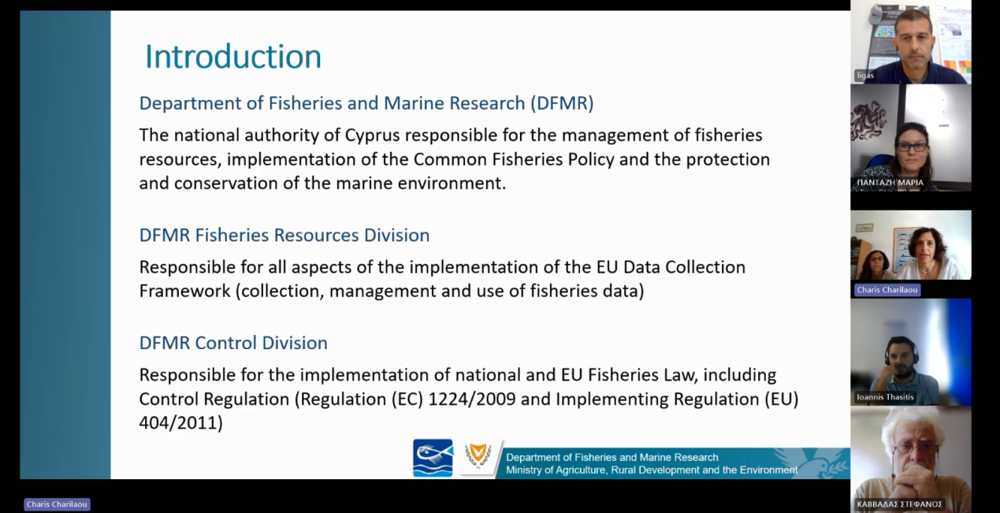 Introduction
Department of Fisheries and Marine Research (DFMR)
The national authority of Cyprus responsible for the management of fisheries
resources, implementation of the Common Fisheries Policy and the protection
and conservation of the marine environment.
DFMR Fisheries Resources Division
Responsible for all aspects of the implementation of the EU Data Collection
Framework (collection, management and use of fisheries data)
DFMR Control Division
Responsible for the implementation of national and EU Fisheries Law, including
Control Regulation (Regulation (EC) 1224/2009 and Implementing Regulation (EU)
404/2011)
Department of Fisheries and Marine Research
Ministry of Agriculture, Rural Development and the Environment
Charis Charilaou
ligas
ΠΑΝΤΑΖΗ ΜΑΡΙΑ
Charis Charilaou
Ioannis Thasitis
ΚΑΒΒΑΔΑΣ ΣΤΕΦΑΝΟΣ